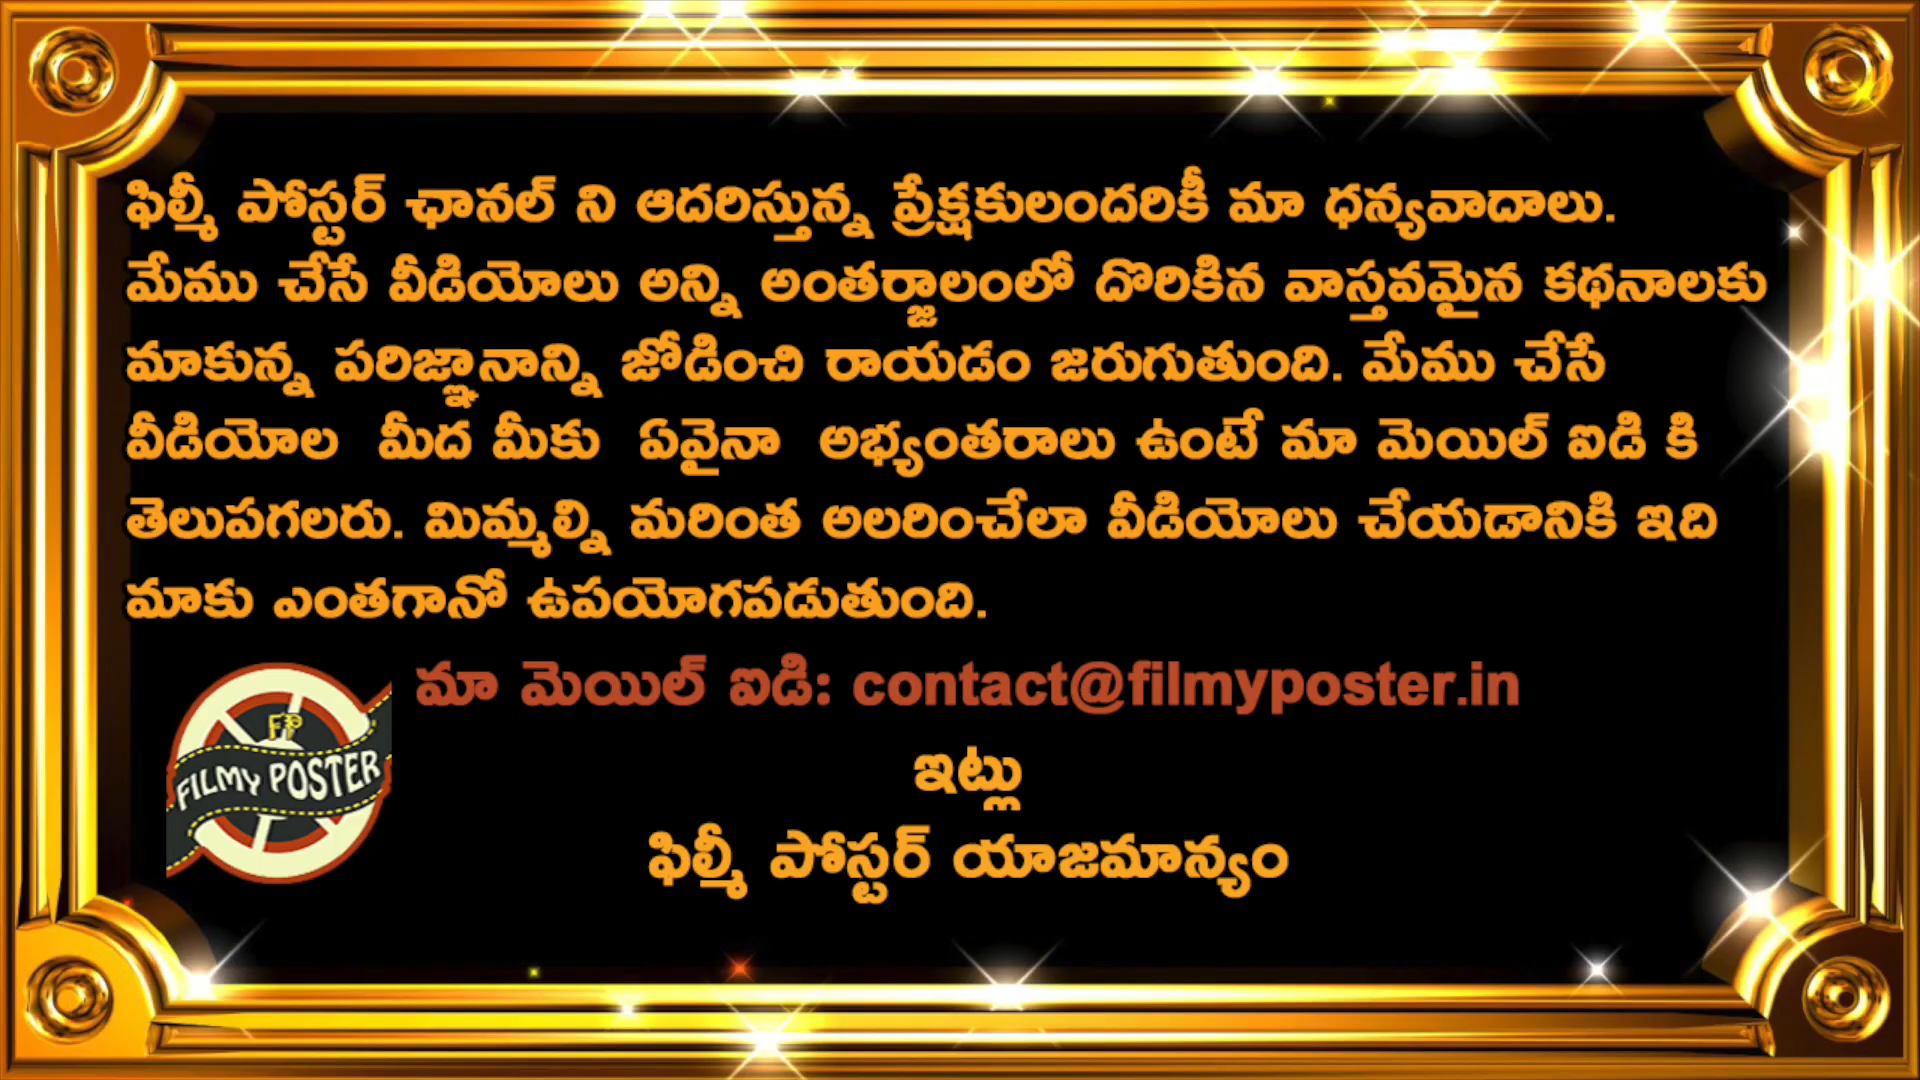 ఫిల్మీ పోస్టర్ ఛానల్ ని ఆదరిస్తున్న ప్రేక్షకులందరికీ మా ధన్యవాదాలు.
మేము చేసే వీడియోలు అన్ని అంతర్జాలంలో దొరికిన వాస్తవమైన కథనాలకు
మాకున్న పరిజ్ఞానాన్ని జోడించి రాయడం జరుగుతుంది. మేము చేసే
వీడియోల మీద మీకు ఏవైనా అభ్యంతరాలు ఉంటే మా మెయిల్ ఐడి కి
తెలుపగలరు. మిమ్మల్ని మరింత అలరించేలా వీడియోలు చేయడానికి ఇది
మాకు ఎంతగానో ఉపయోగపడుతుంది.
మా మెయిల్ ఐడి: contact@filmyposter.in
FP
FILMY POSTER
ఇట్లు
ఫిల్మీ పోస్టర్ యాజమాన్యం